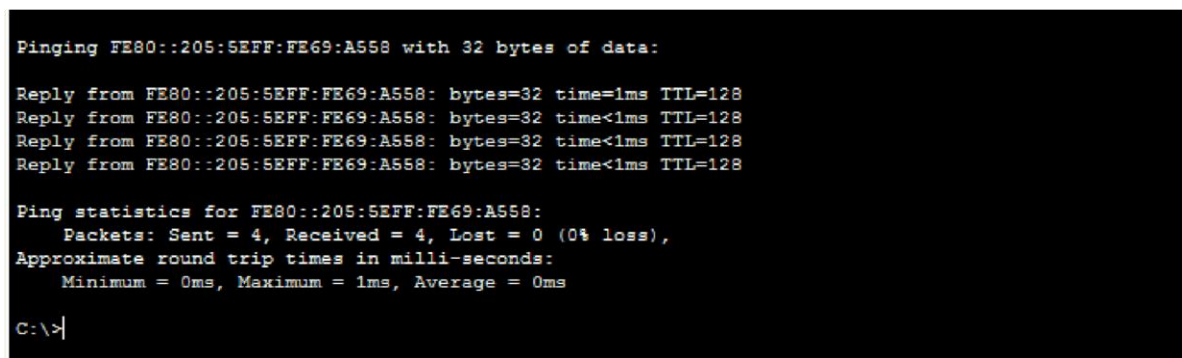 Pinging FE80::205:5EFF:FE69:A558 with 32 bytes of data:
Reply from FE80::205:5EFF:FE69:A558: bytes=32 time=1ms TTL=128
Reply from FE80::205:5EFF:FE69:A558: bytes=32 time<1ms TTL=128
Reply from FE80::205:5EFF:FE69:A558: bytes=32 time<1ms TTL=128
Reply from FE80::205:5EFF:FE69:A558: bytes=32 time<1ms TTL=128
Ping statistics for FE80::205:5EFF:FE69:A558:
Packets: Sent = 4, Received = 4, Lost = 0 (0% loss),
Approximate round trip times in milli-seconds:
Minimum = 0ms, Maximum = 1ms, Average = 0ms
C:\>